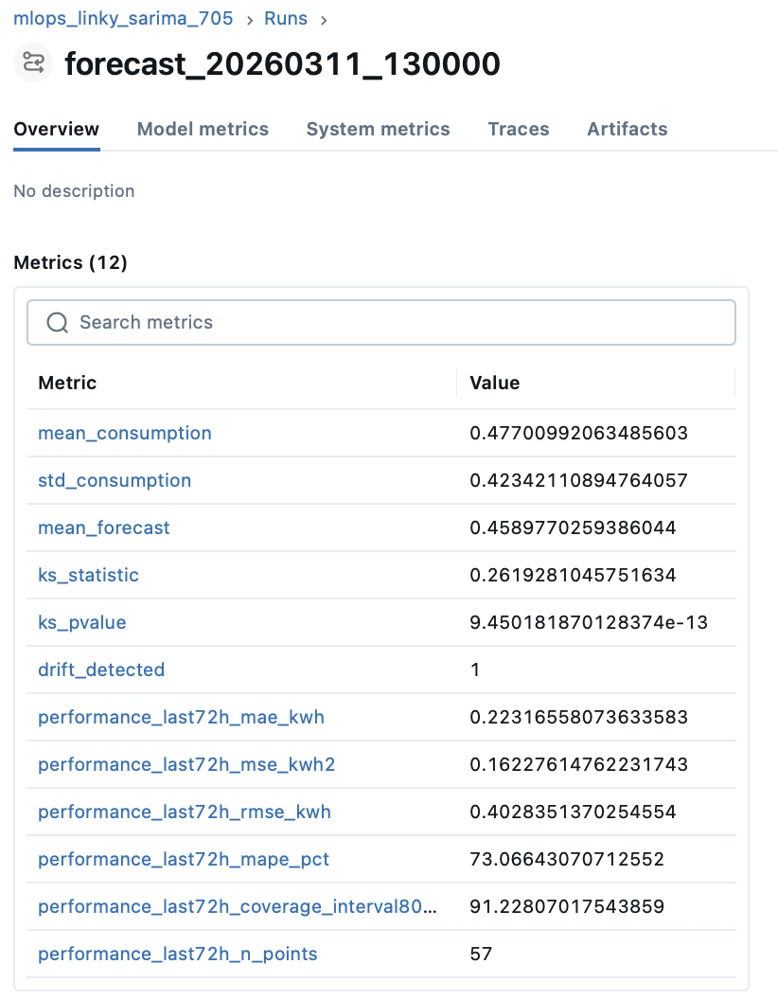 mlops_linky_sarima_705 › Runs ›
forecast_20260311_130000
Overview Model metrics System metrics Traces Artifacts
No description
Metrics (12)
Search metrics
Metric Value
mean_consumption 0.47700992063485603
std_consumption 0.42342110894764057
mean_forecast 0.4589770259386044
ks_statistic 0.2619281045751634
ks_pvalue 9.450181870128374e-13
drift_detected 1
performance_last72h_mae_kwh 0.22316558073633583
performance_last72h_mse_kwh2 0.16227614762231743
performance_last72h_rmse_kwh 0.4028351370254554
performance_last72h_mape_pct 73.06643070712552
performance_last72h_coverage_interval80... 91.22807017543859
performance_last72h_n_points 57